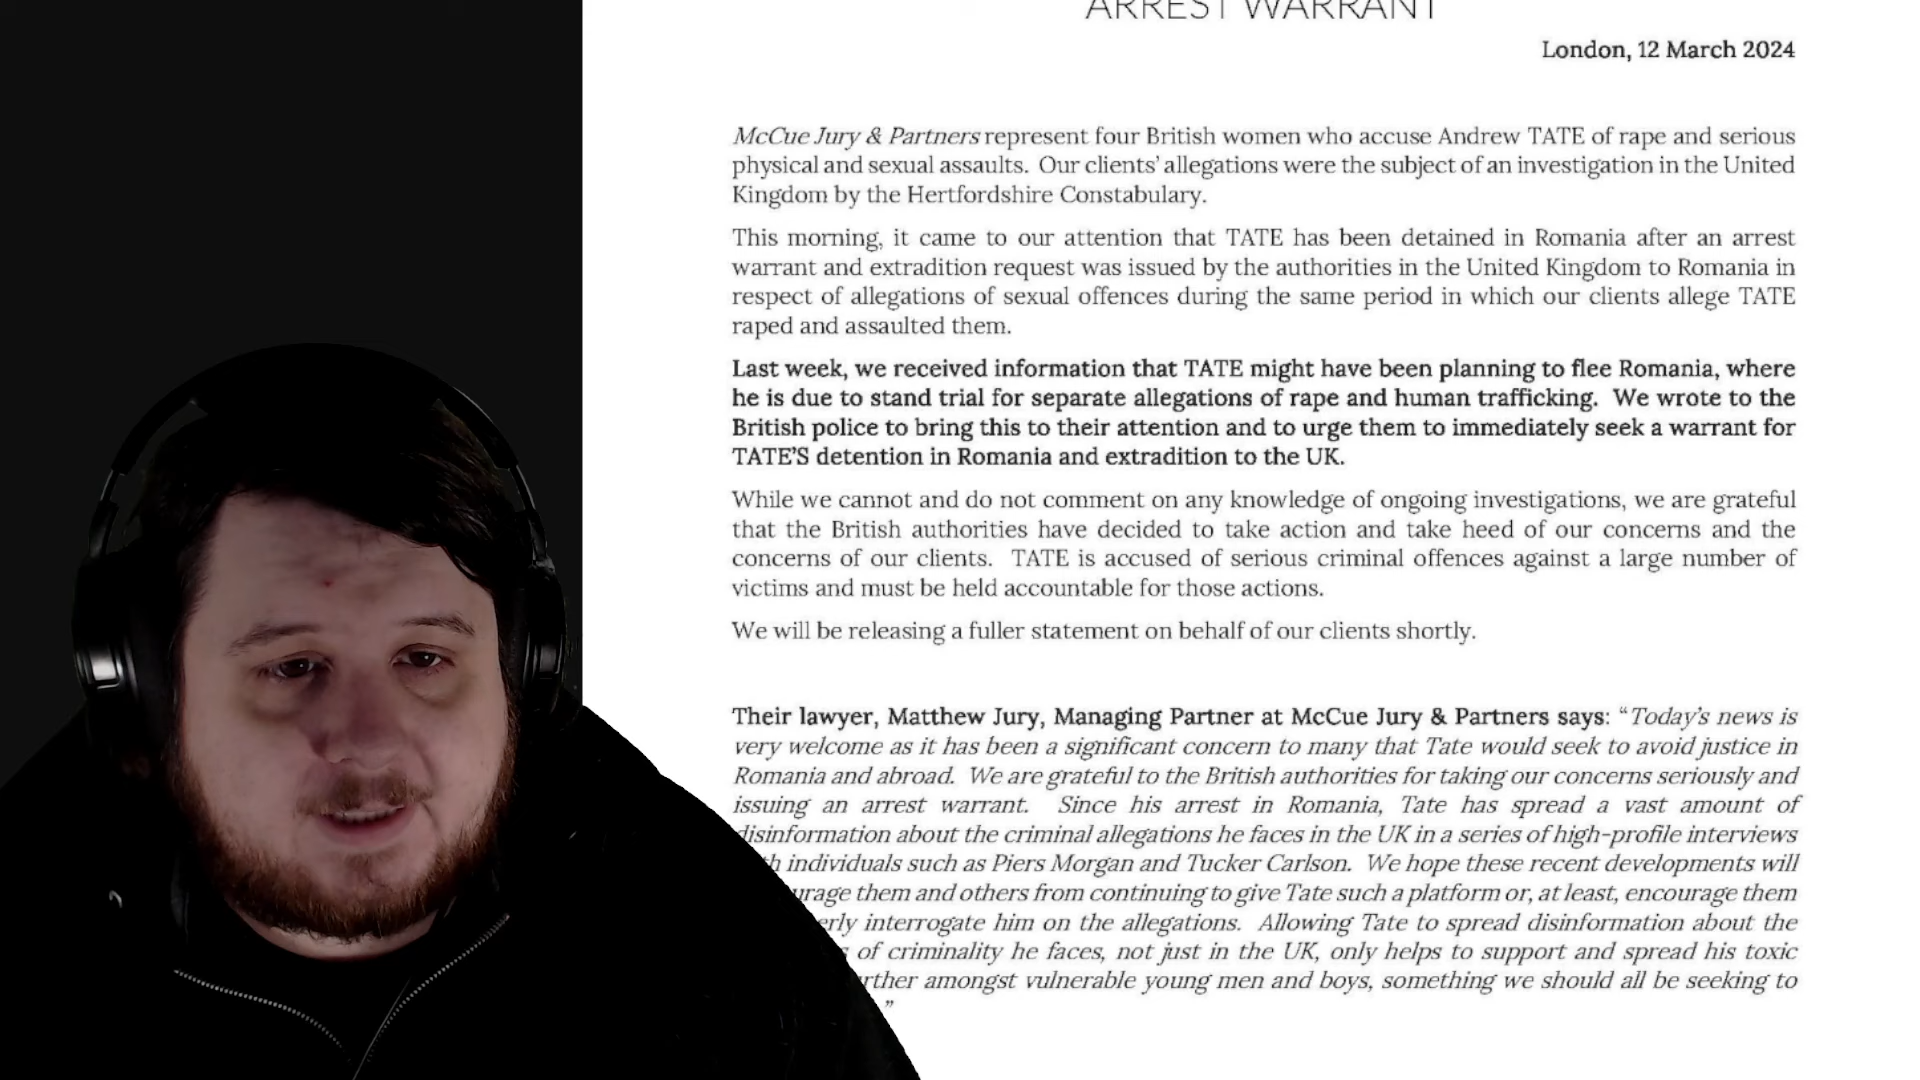 ARREST WARRANT
London, 12 March 2024
McCue Jury & Partners represent four British women who accuse Andrew TATE of rape and serious
physical and sexual assaults. Our clients' allegations were the subject of an investigation in the United
Kingdom by the Hertfordshire Constabulary.
This morning, it came to our attention that TATE has been detained in Romania after an arrest
warrant and extradition request was issued by the authorities in the United Kingdom to Romania in
respect of allegations of sexual offences during the same period in which our clients allege TATE
raped and assaulted them.
Last week, we received information that TATE might have been planning to flee Romania, where
he is due to stand trial for separate allegations of rape and human trafficking. We wrote to the
British police to bring this to their attention and to urge them to immediately seek a warrant for
TATE'S detention in Romania and extradition to the UK.
While we cannot and do not comment on any knowledge of ongoing investigations, we are grateful
that the British authorities have decided to take action and take heed of our concerns and the
concerns of our clients. TATE is accused of serious criminal offences against a large number of
victims and must be held accountable for those actions.
We will be releasing a fuller statement on behalf of our clients shortly.
Their lawyer, Matthew Jury, Managing Partner at McCue Jury & Partners says: "Today's news is
very welcome as it has been a significant concern to many that Tate would seek to avoid justice in
Romania and abroad. We are grateful to the British authorities for taking our concerns seriously and
issuing an arrest warrant. Since his arrest in Romania, Tate has spread a vast amount of
disinformation about the criminal allegations he faces in the UK in a series of high-profile interviews
individuals such as Piers Morgan and Tucker Carlson. We hope these recent developments will
them and others from continuing to give Tate such a platform or, at least, encourage them
interrogate him on the allegations. Allowing Tate to spread disinformation about the
of criminality he faces, not just in the UK, only helps to support and spread his toxic
amongst vulnerable young men and boys, something we should all be seeking to
"